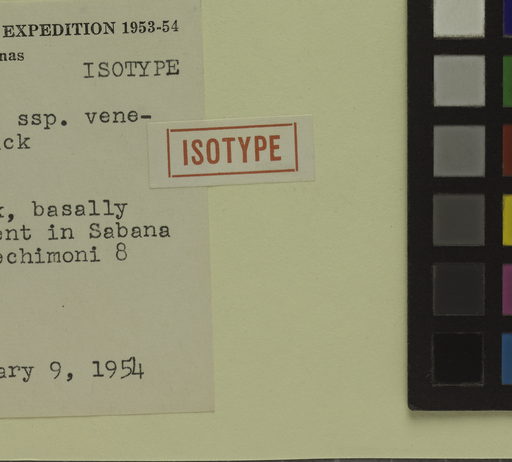 EXPEDITION 1953-54
nas
ISOTYPE
ssp. vene-
ck
ISOTYPE
, basally
ent in Sabana
echimoni 8
ary 9, 1954